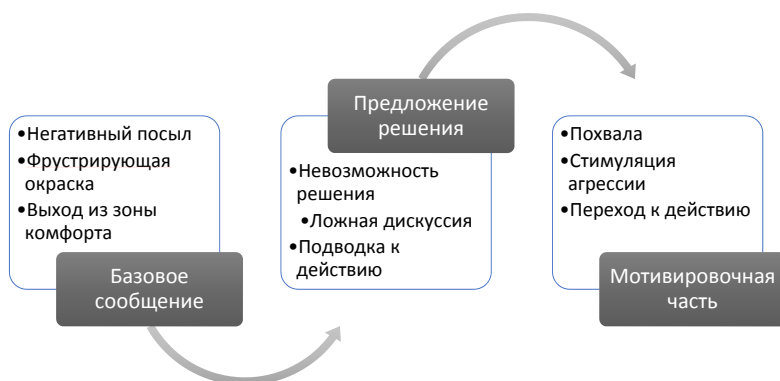 •Негативный посыл
•Фрустрирующая
окраска
•Выход из зоны
комфорта
Базовое
сообщение
Предложение
решения
•Невозможность
решения
•Ложная дискуссия
•Подводка к
действию
•Похвала
•Стимуляция
агрессии
•Переход к действию
Мотивировочная
часть